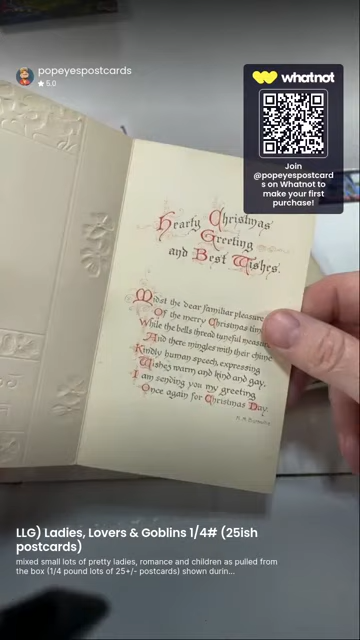 popeyespostcards
★ 5.0
whatnot
Join
@popeyespostcard
s on Whatnot to
make your first
purchase!
Hearty Christmas
Greeting
and Best Wishes.
Midst the dear familiar pleasure
Of the merry Christmas time,
While the bells thread tuneful measure
And there mingles with their chime
Kindly human speech, expressing
Wishes warm and kind and gay,
I am sending you my greeting
Once again for Christmas Day.
LLG) Ladies, Lovers & Goblins 1/4# (25ish
postcards)
mixed small lots of pretty ladies, romance and children as pulled from
the box (1/4 pound lots of 25+/- postcards) shown durin...